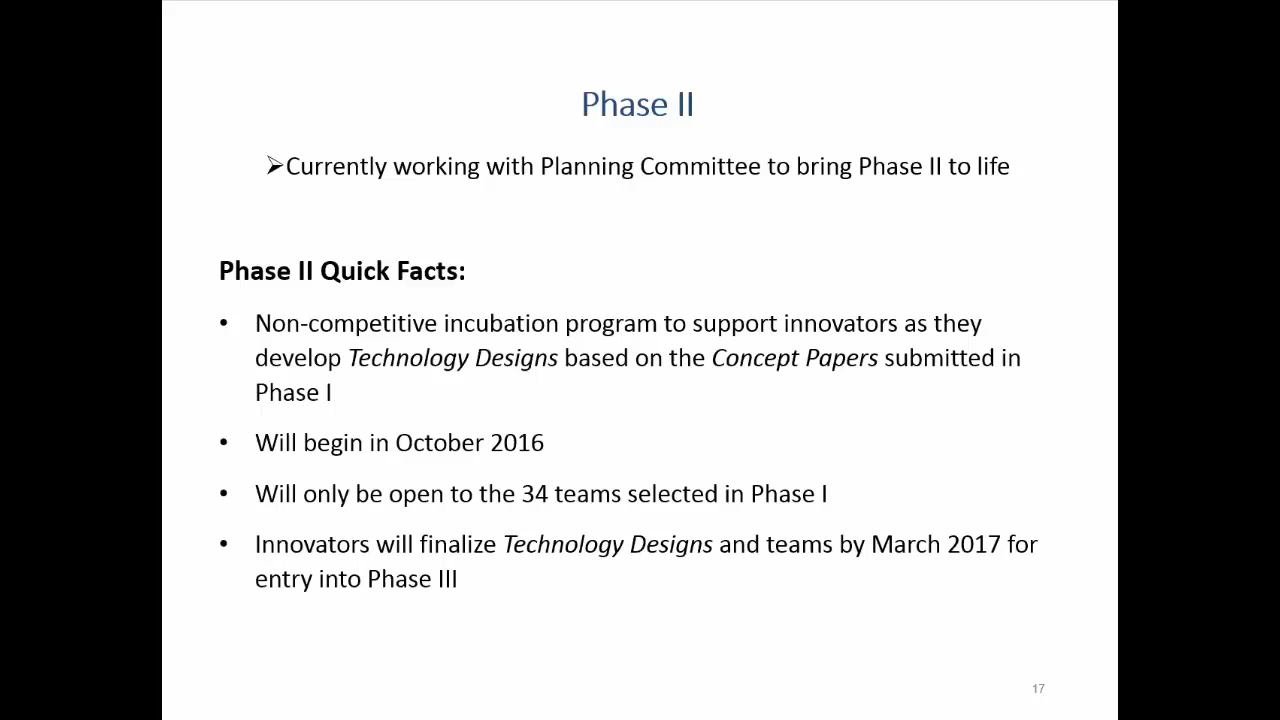 Phase II
➢Currently working with Planning Committee to bring Phase II to life
Phase II Quick Facts:
• Non-competitive incubation program to support innovators as they
develop Technology Designs based on the Concept Papers submitted in
Phase I
• Will begin in October 2016
• Will only be open to the 34 teams selected in Phase I
• Innovators will finalize Technology Designs and teams by March 2017 for
entry into Phase III
17